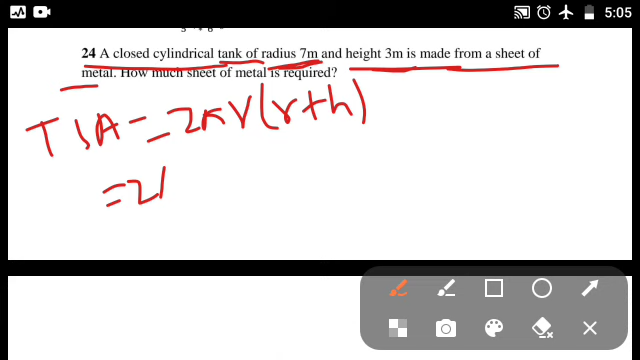 5:05
24 A closed cylindrical tank of radius 7m and height 3m is made from a sheet of
metal. How much sheet of metal is required?
TSA = 2πr(r+h)
=2